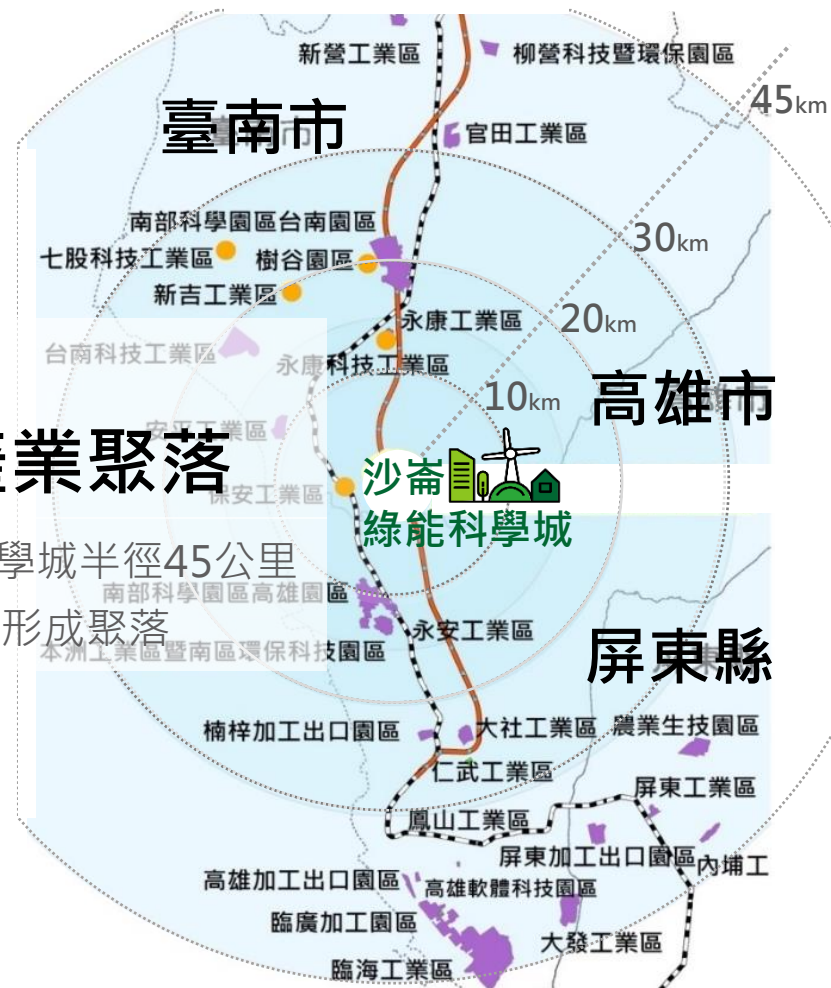 新營工業區
柳營科技暨環保園區
45km
臺南市
官田工業區
南部科學園區台南園區
30km
七股科技工業區
樹谷園區
新吉工業區
永康工業區
20km
台南科技工業區
永康科技工業區
10km
高雄市
安平工業區
業聚落
保安工業區
沙崙
綠能科學城
學城半徑45公里
南部科學園區高雄園區
形成聚落
永安工業區
本洲工業區暨南區環保科技園區
屏東縣
楠梓加工出口園區
大社工業區
農業生技園區
仁武工業區
屏東工業區
鳳山工業區
屏東加工出口園區
內埔工
高雄加工出口園區
高雄軟體科技園區
臨廣加工園區
大發工業區
臨海工業區